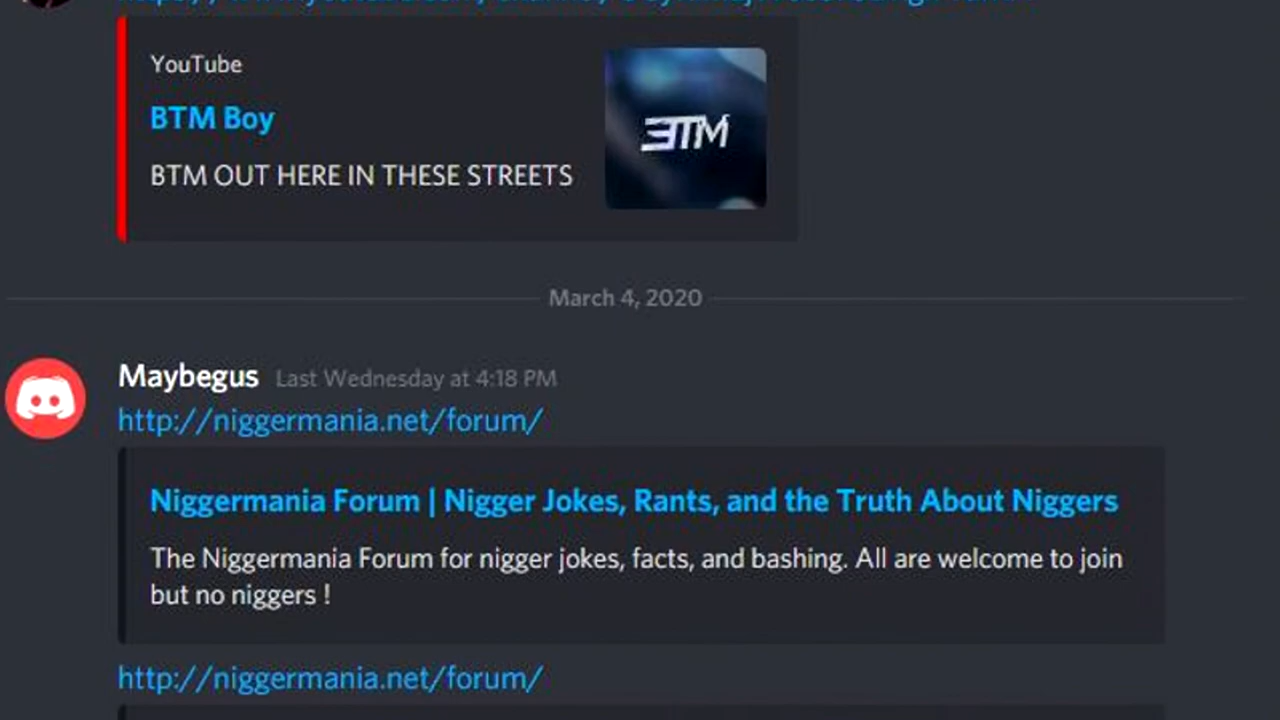 YouTube
BTM Boy
BTM OUT HERE IN THESE STREETS
BTM
March 4, 2020
Maybegus Last Wednesday at 4:18 PM
http://niggermania.net/forum/
Niggermania Forum | Nigger Jokes, Rants, and the Truth About Niggers
The Niggermania Forum for nigger jokes, facts, and bashing. All are welcome to join
but no niggers !
http://niggermania.net/forum/